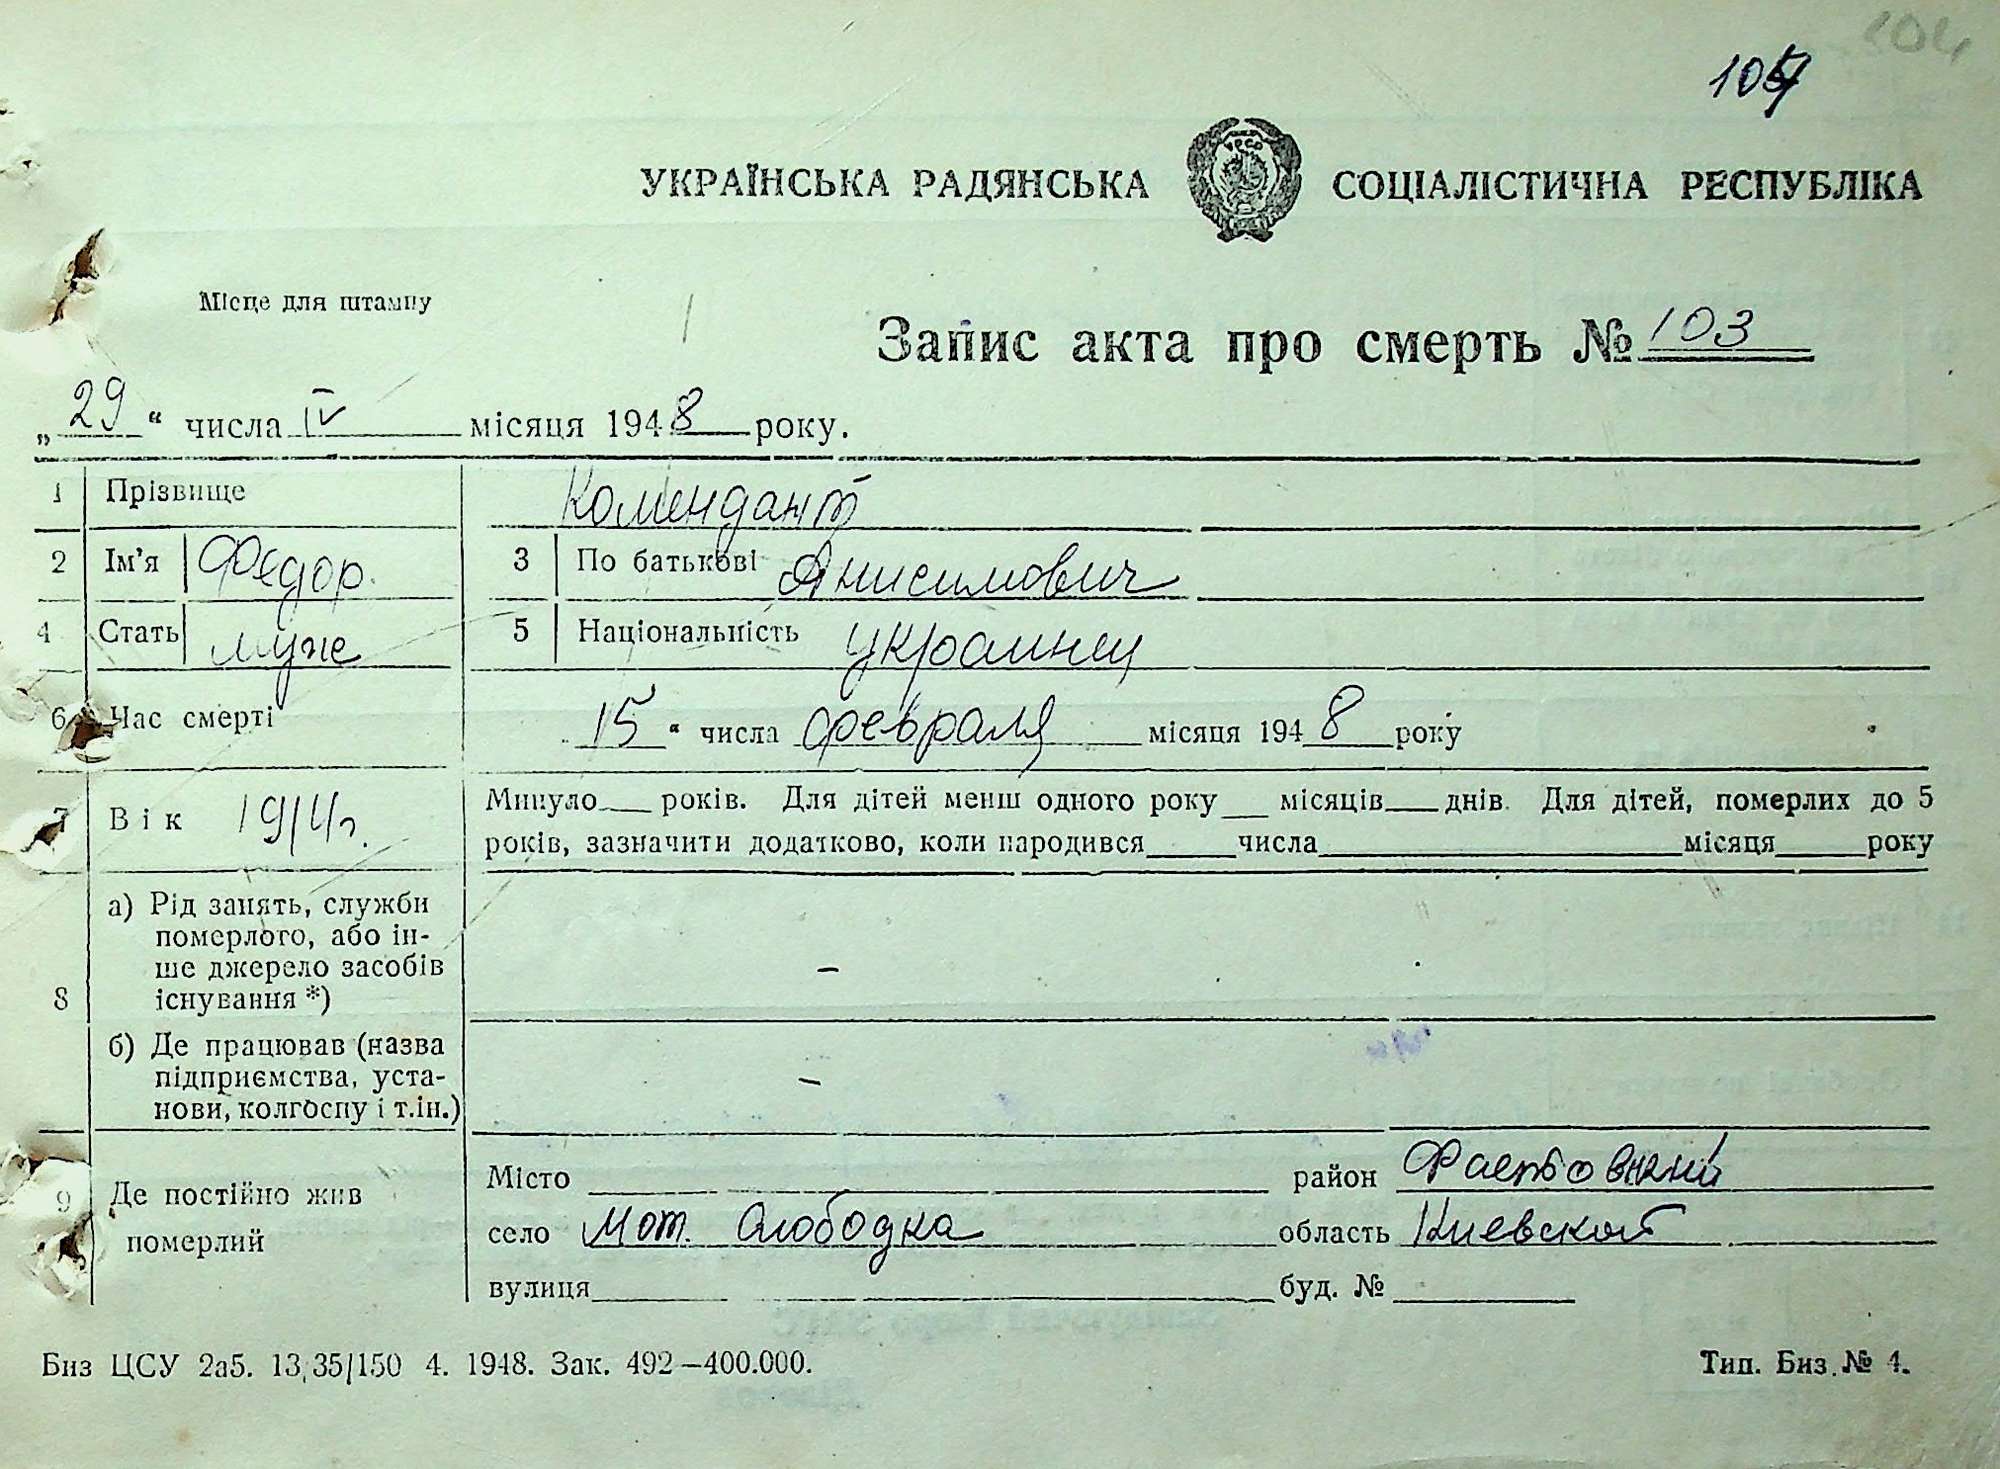 104
УКРАЇНСЬКА РАДЯНСЬКА СОЦІАЛІСТИЧНА РЕСПУБЛІКА
УРСР
Місце для штампу
Запис акта про смерть № 103
„29“ числа IV місяця 1948 року.
1 Прізвище Комендант
2 Ім'я Федор. 3 По батькові Анисимович
4 Стать муж 5 Національність украинец
6 Час смерті 15 “ числа февраля місяця 1948 року
7 Вік 1914г. Минуло років. Для дітей менш одного року місяців днів. Для дітей, померлих до 5
років, зазначити додатково, коли народився числа місяця року
8 а) Рід занять, служби
померлого, або ін-
ше джерело засобів
існування *)
–
б) Де працював (назва
підприємства, уста-
нови, колгоспу і т.ін.)
–
9 Де постійно жив
померлий
Місто район Фастовский
село Мот. Слободка область Киевской
вулиця буд. №
Биз ЦСУ 2а5. 13,35/150 4. 1948. Зак. 492—400.000. Тип. Биз. № 4.